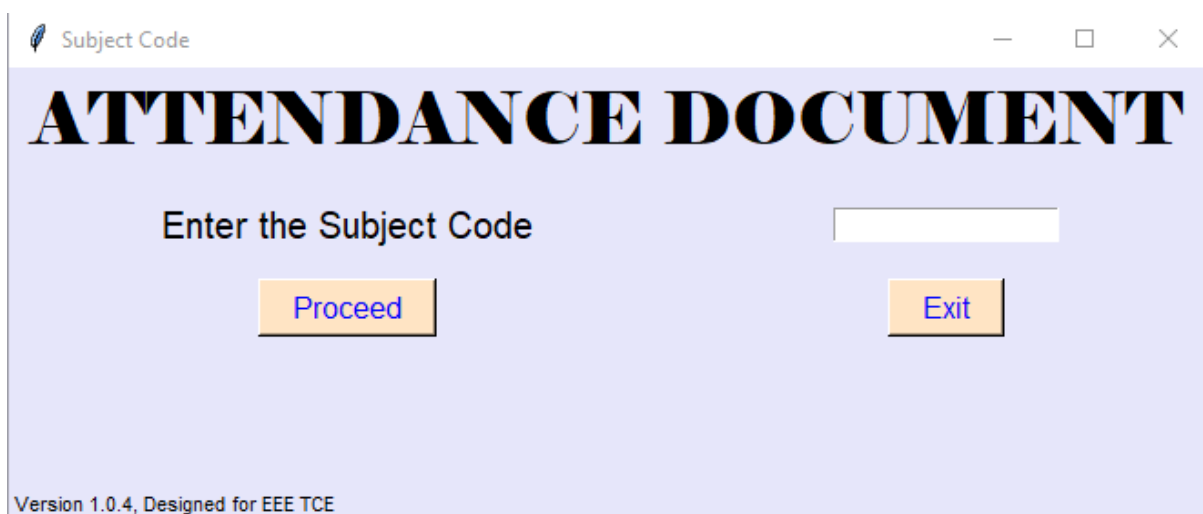 Subject Code
ATTENDANCE DOCUMENT
Enter the Subject Code
Proceed
Exit
Version 1.0.4, Designed for EEE TCE